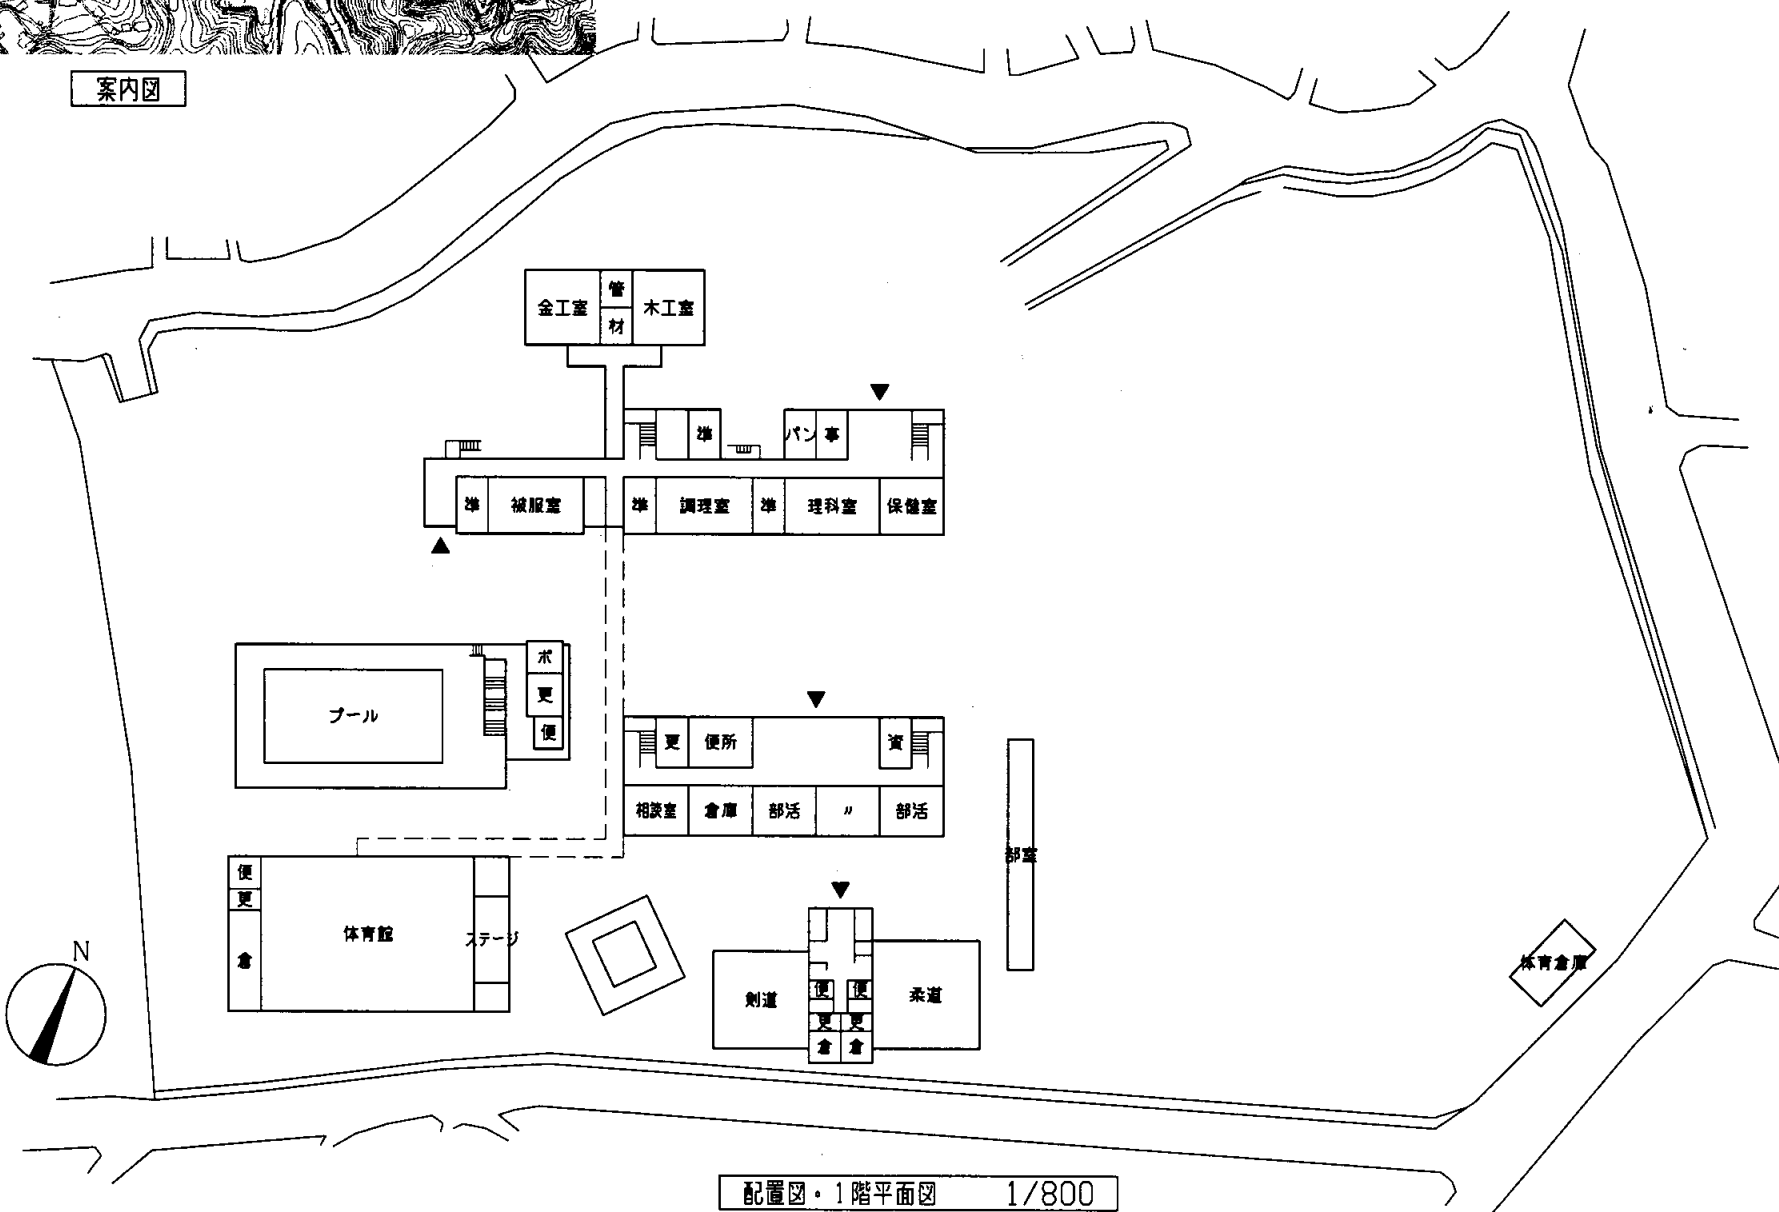 案内図
金工室
管
材
木工室
準
パン
事
準
被服室
準
調理室
準
理科室
保健室
プール
ポ
更
便
更
便所
資
相談室
倉庫
部活
〃
部活
部室
便
更
倉
体育館
ステージ
N
剣道
便
便
更
更
倉
倉
柔道
体育倉庫
配置図・1階平面図 1/800